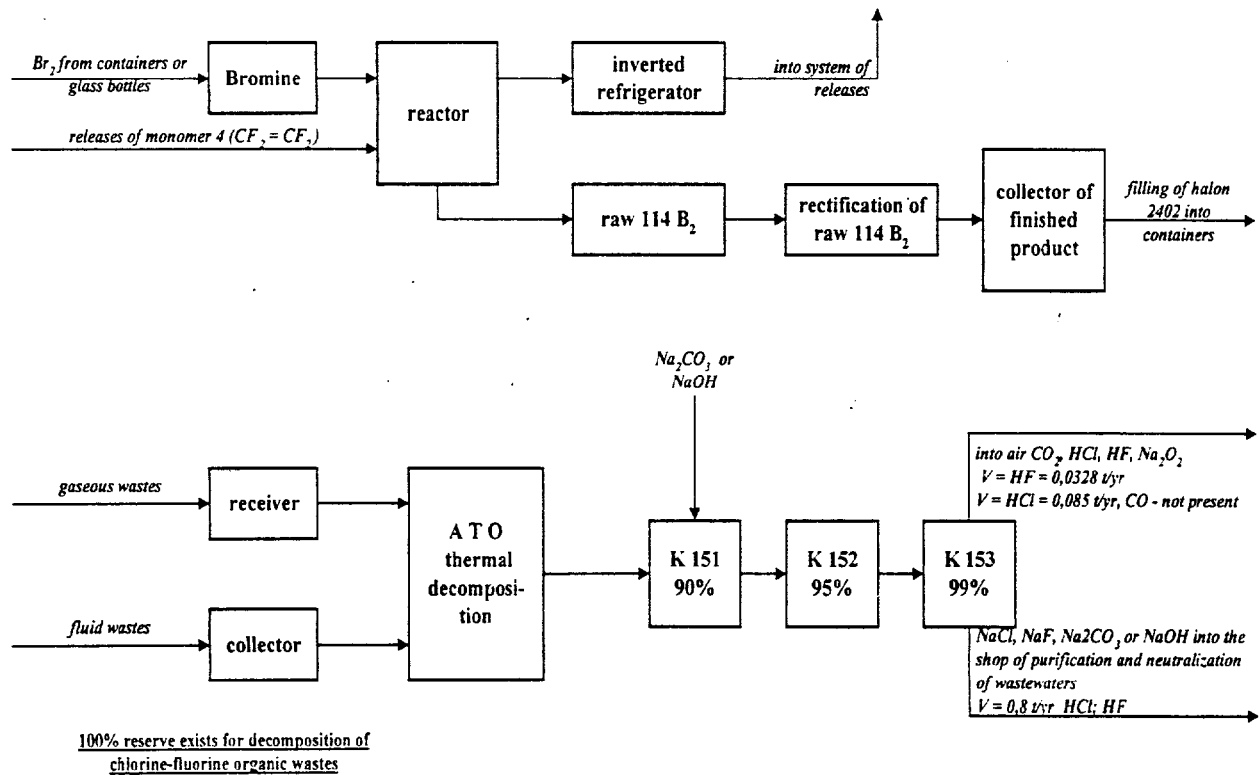 Br2 from containers or
glass bottles
Bromine
reactor
inverted
refrigerator
into system of
releases
releases of monomer 4 (CF2 = CF2)
raw 114 B2
rectification of
raw 114 B2
collector of
finished
product
filling of halon
2402 into
containers
Na2CO3 or
NaOH
gaseous wastes
receiver
fluid wastes
collector
A T O
thermal
decomposi-
tion
K 151
90%
K 152
95%
K 153
99%
into air CO2, HCl, HF, Na2O2
V = HF = 0,0328 t/yr
V = HCl = 0,085 t/yr, CO - not present
NaCl, NaF, Na2CO3 or NaOH into the
shop of purification and neutralization
of wastewaters
V = 0,8 t/yr HCl; HF
100% reserve exists for decomposition of
chlorine-fluorine organic wastes